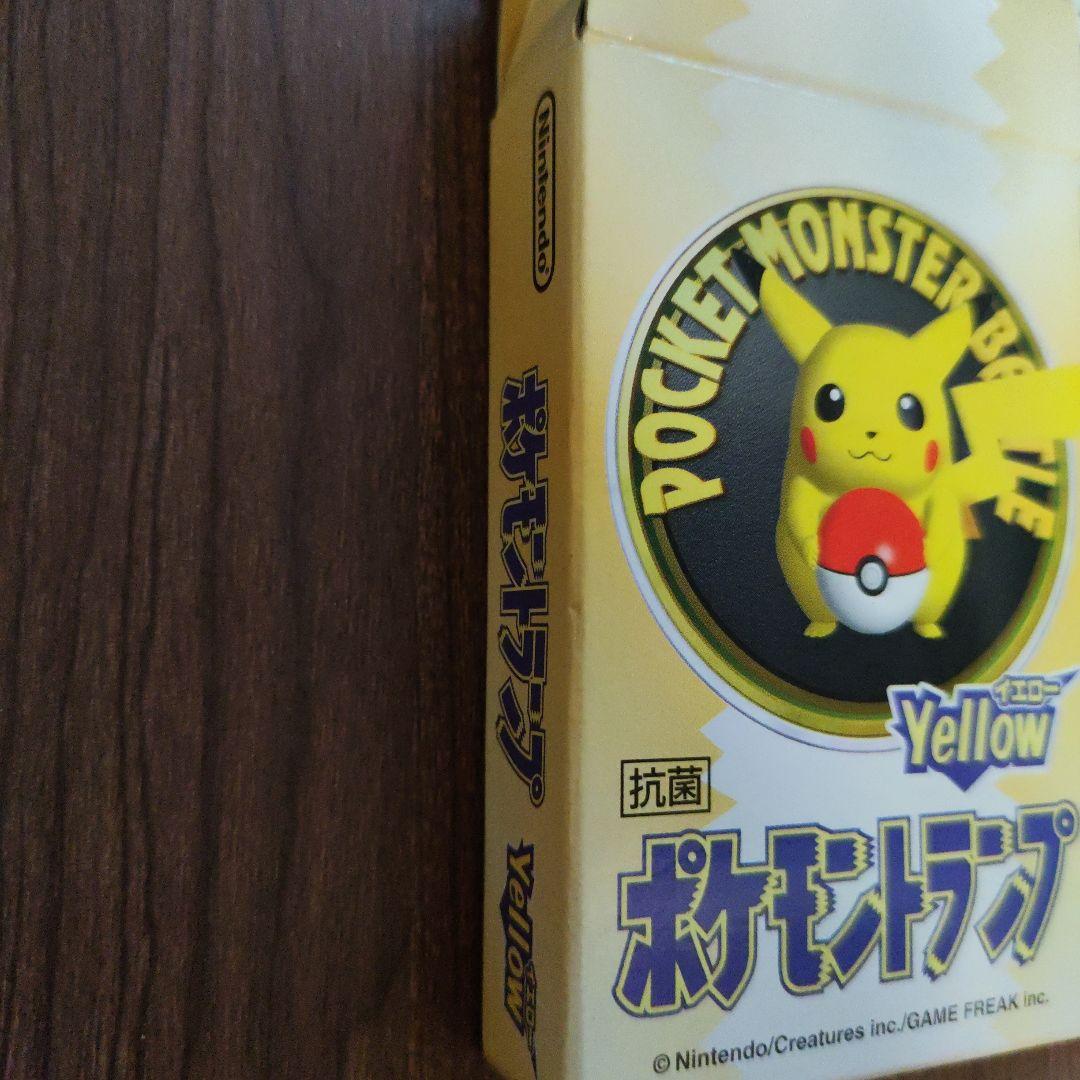 Nintendo
ポケモントランプ
Yellow
イエロー
POCKET MONSTER BATTLE
イエロー
Yellow
抗菌
ポケモントランプ
© Nintendo/Creatures inc./GAME FREAK inc.